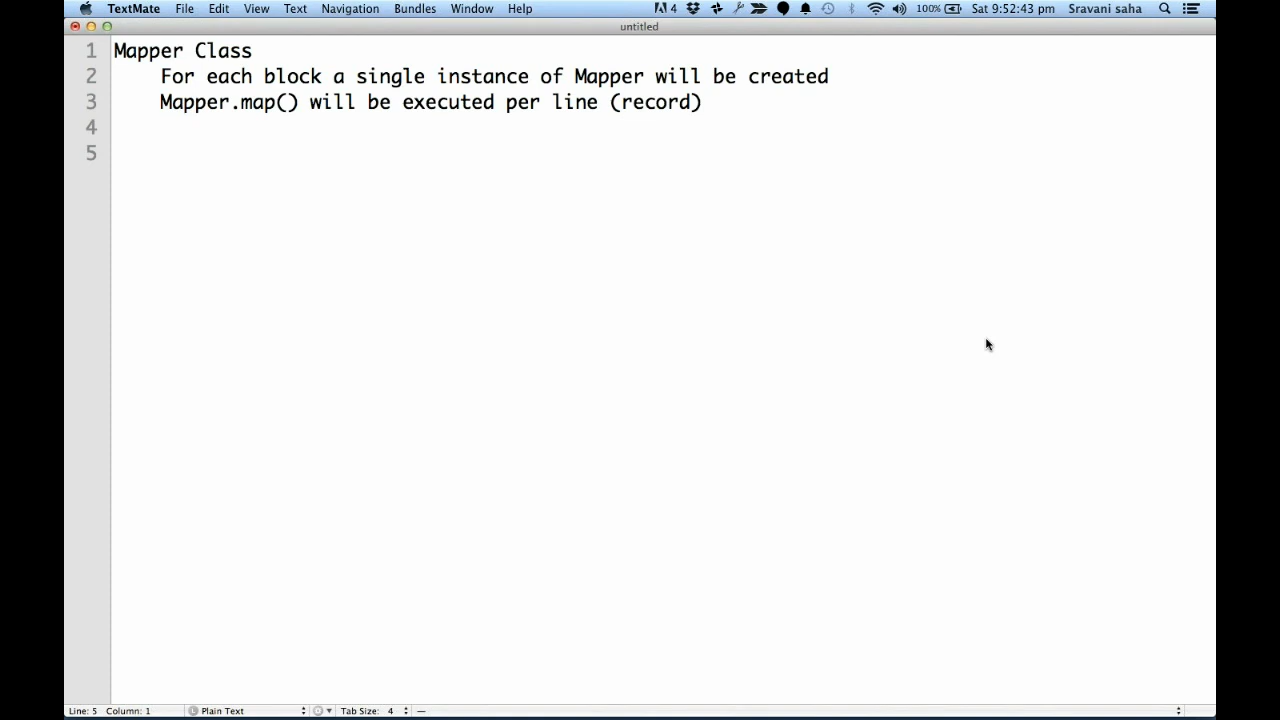 TextMate File Edit View Text Navigation Bundles Window Help 4 100% Sat 9:52:43 pm Sravani saha
untitled
1 Mapper Class
2 For each block a single instance of Mapper will be created
3 Mapper.map() will be executed per line (record)
4
5
Line: 5 Column: 1 L Plain Text Tab Size: 4 —